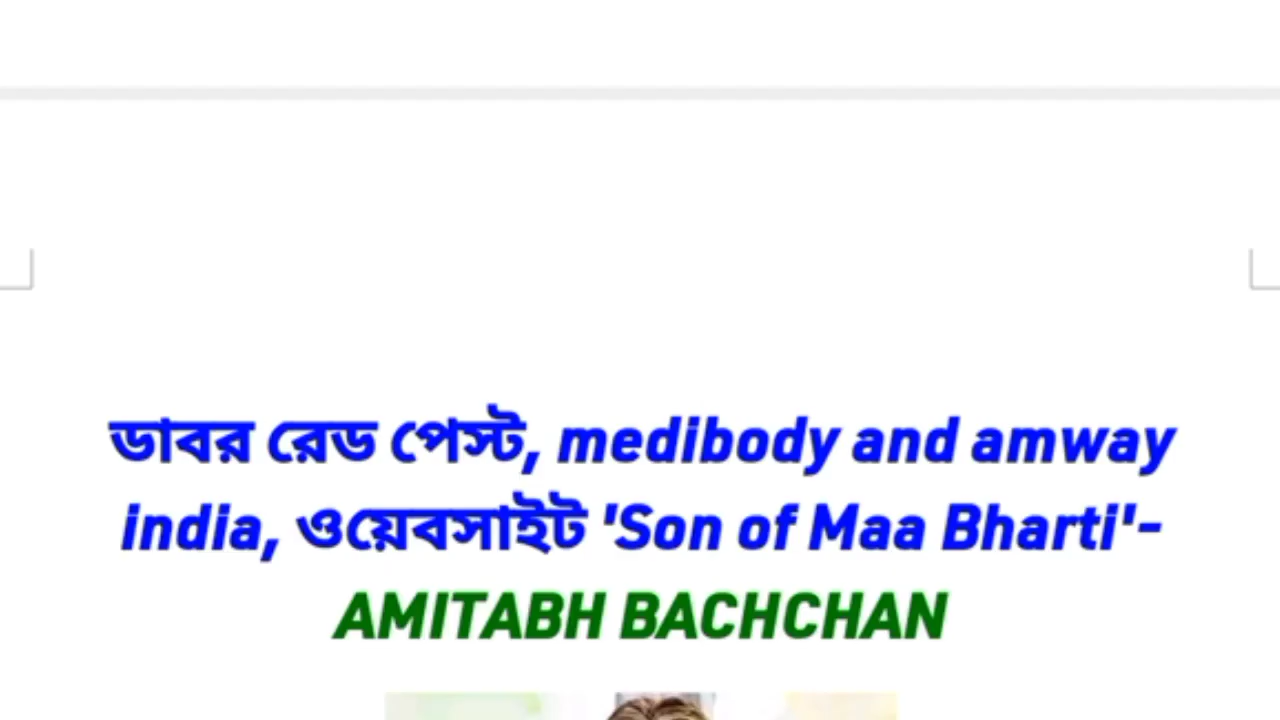 ডাবর রেড পেস্ট, medibody and amway
india, ওয়েবসাইট 'Son of Maa Bharti'-
AMITABH BACHCHAN